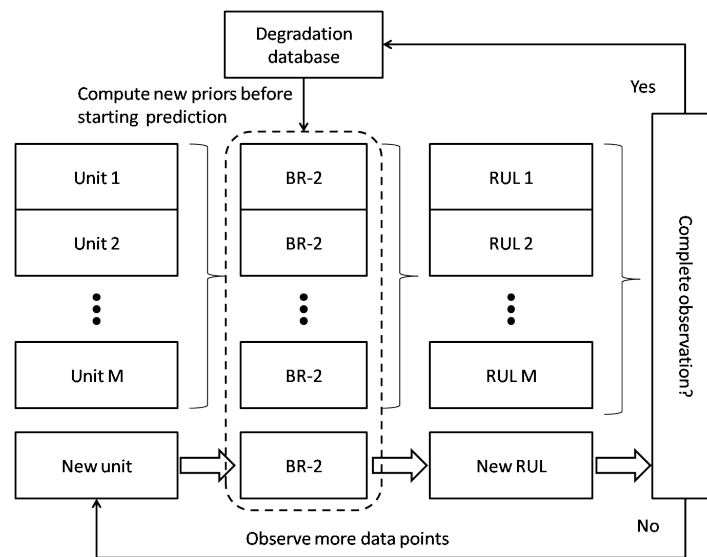 Degradation
database
Compute new priors before
starting prediction
Yes
Unit 1
BR-2
RUL 1
Unit 2
BR-2
RUL 2
Unit M
BR-2
RUL M
New unit
BR-2
New RUL
Complete observation?
No
Observe more data points